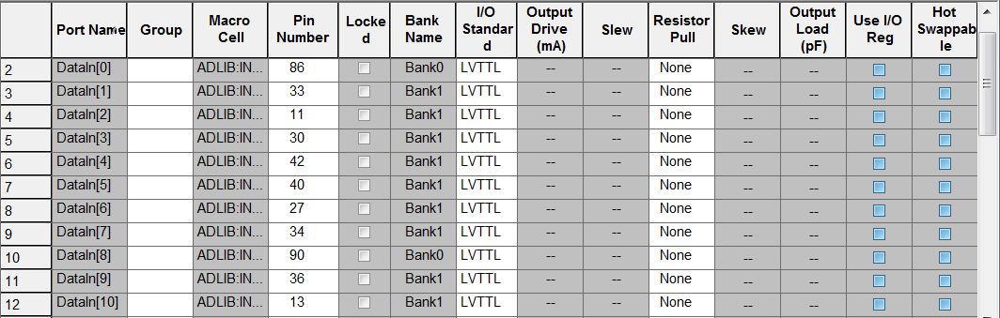 Port Name Group Macro Cell Pin Number Locked Bank Name I/O Standard Output Drive (mA) Slew Resistor Pull Skew Output Load (pF) Use I/O Reg Hot Swappable
2 DataIn[0] ADLIB:IN... 86 Bank0 LVTTL -- -- None -- --
3 DataIn[1] ADLIB:IN... 33 Bank1 LVTTL -- -- None -- --
4 DataIn[2] ADLIB:IN... 11 Bank1 LVTTL -- -- None -- --
5 DataIn[3] ADLIB:IN... 30 Bank1 LVTTL -- -- None -- --
6 DataIn[4] ADLIB:IN... 42 Bank1 LVTTL -- -- None -- --
7 DataIn[5] ADLIB:IN... 40 Bank1 LVTTL -- -- None -- --
8 DataIn[6] ADLIB:IN... 27 Bank1 LVTTL -- -- None -- --
9 DataIn[7] ADLIB:IN... 34 Bank1 LVTTL -- -- None -- --
10 DataIn[8] ADLIB:IN... 90 Bank0 LVTTL -- -- None -- --
11 DataIn[9] ADLIB:IN... 36 Bank1 LVTTL -- -- None -- --
12 DataIn[10] ADLIB:IN... 13 Bank1 LVTTL -- -- None -- --